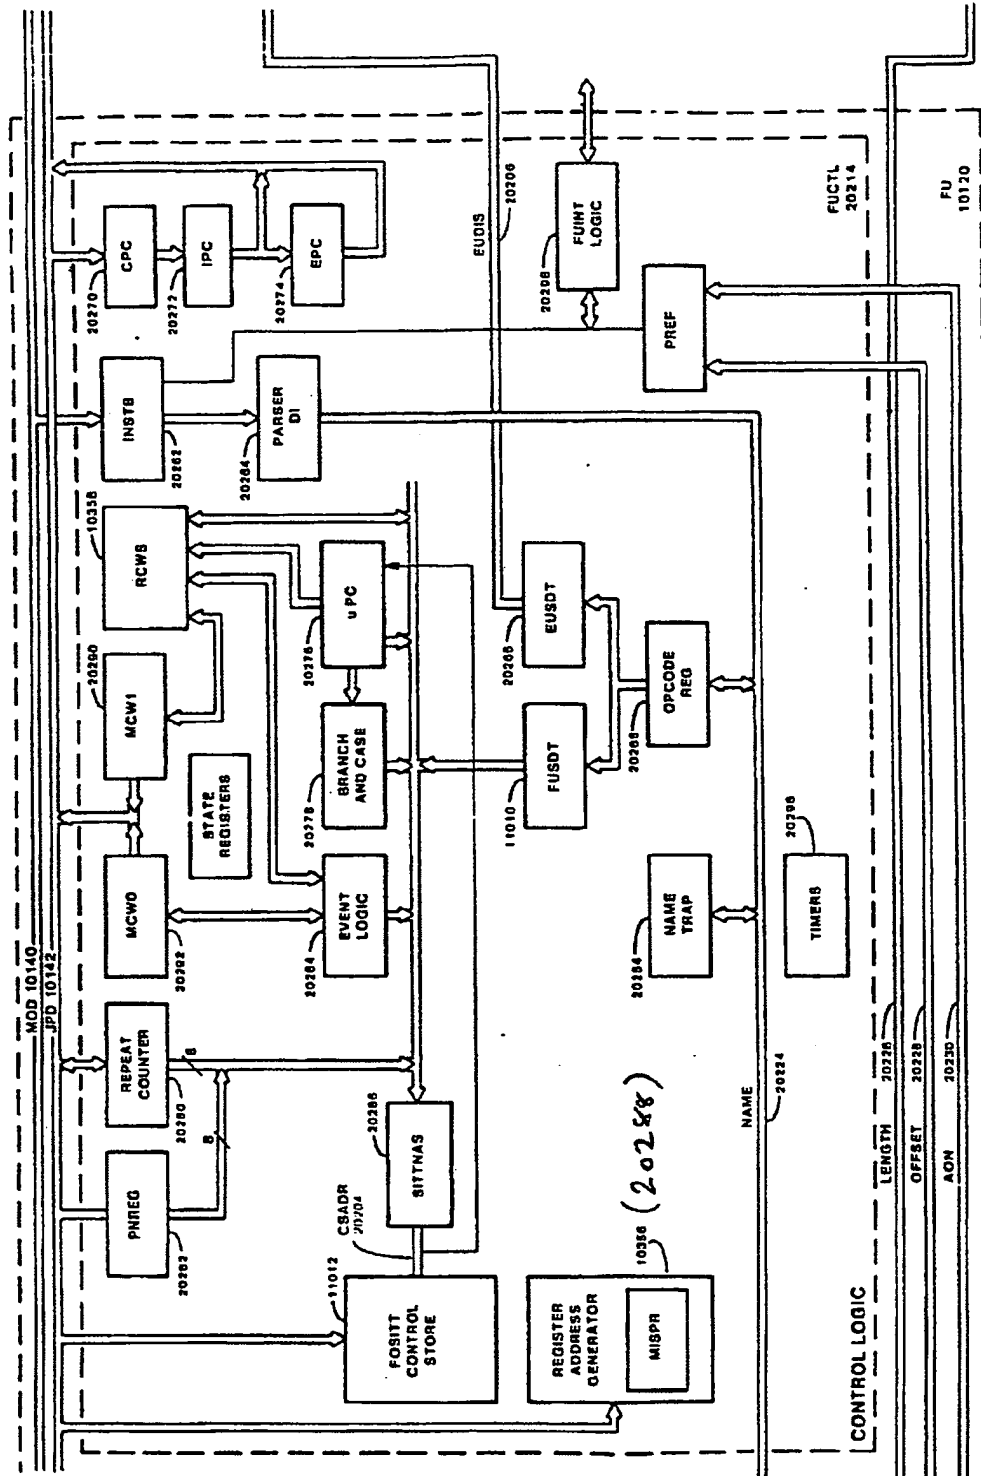 MOD 10140
JPD 10142
PNREG
20282
8
REPEAT
COUNTER
20280
8
MCW0
20292
MCW1
20290
STATE
REGISTERS
RCWS
10358
INSTB
20262
PARSER
DI
20264
CPC
20270
IPC
20272
EPC
20274
FOSITT
CONTROL
STORE
11012
CSADR
20204
SITTNAS
20286
EVENT
LOGIC
20284
BRANCH
AND CASE
20278
uPC
20276
FUSDT
11010
EUSDT
20266
EUDIS
20206
FUINT
LOGIC
20298
REGISTER
ADDRESS
GENERATOR
MISPR
10356
(20288)
NAME
TRAP
20254
OPCODE
REG
20268
PREF
TIMERS
20296
NAME
20224
FUCTL
20214
CONTROL LOGIC
LENGTH
20226
OFFSET
20228
AON
20230
FU
10120